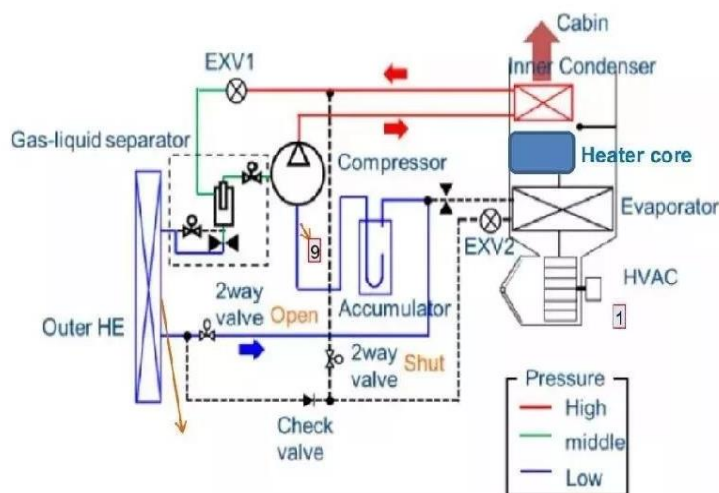 Cabin
EXV1
Inner Condenser
Gas-liquid separator
Compressor
Heater core
Evaporator
9
EXV2
HVAC
1
Accumulator
2way
valve Open
Outer HE
2way
valve Shut
Check
valve
Pressure
High
middle
Low